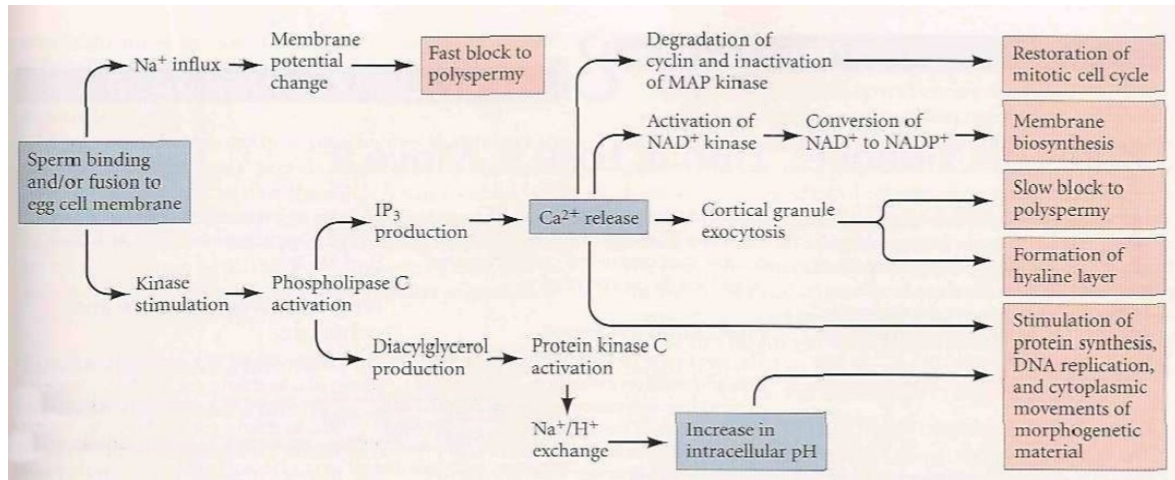 Na+ influx
Membrane
potential
change
Fast block to
polyspermy
Degradation of
cyclin and inactivation
of MAP kinase
Restoration of
mitotic cell cycle
Activation of
NAD+ kinase
Conversion of
NAD+ to NADP+
Membrane
biosynthesis
Sperm binding
and/or fusion to
egg cell membrane
IP3
production
Ca2+ release
Cortical granule
exocytosis
Slow block to
polyspermy
Formation of
hyaline layer
Kinase
stimulation
Phospholipase C
activation
Diacylglycerol
production
Protein kinase C
activation
Na+/H+
exchange
Increase in
intracellular pH
Stimulation of
protein synthesis,
DNA replication,
and cytoplasmic
movements of
morphogenetic
material